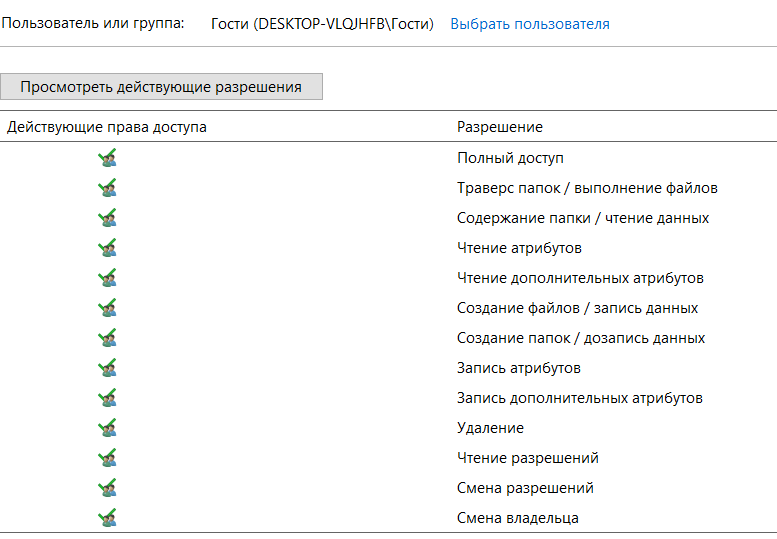 Пользователь или группа: Гости (DESKTOP-VLQJHFB\Гости) Выбрать пользователя
Просмотреть действующие разрешения
Действующие права доступа Разрешение
Полный доступ
Траверс папок / выполнение файлов
Содержание папки / чтение данных
Чтение атрибутов
Чтение дополнительных атрибутов
Создание файлов / запись данных
Создание папок / дозапись данных
Запись атрибутов
Запись дополнительных атрибутов
Удаление
Чтение разрешений
Смена разрешений
Смена владельца